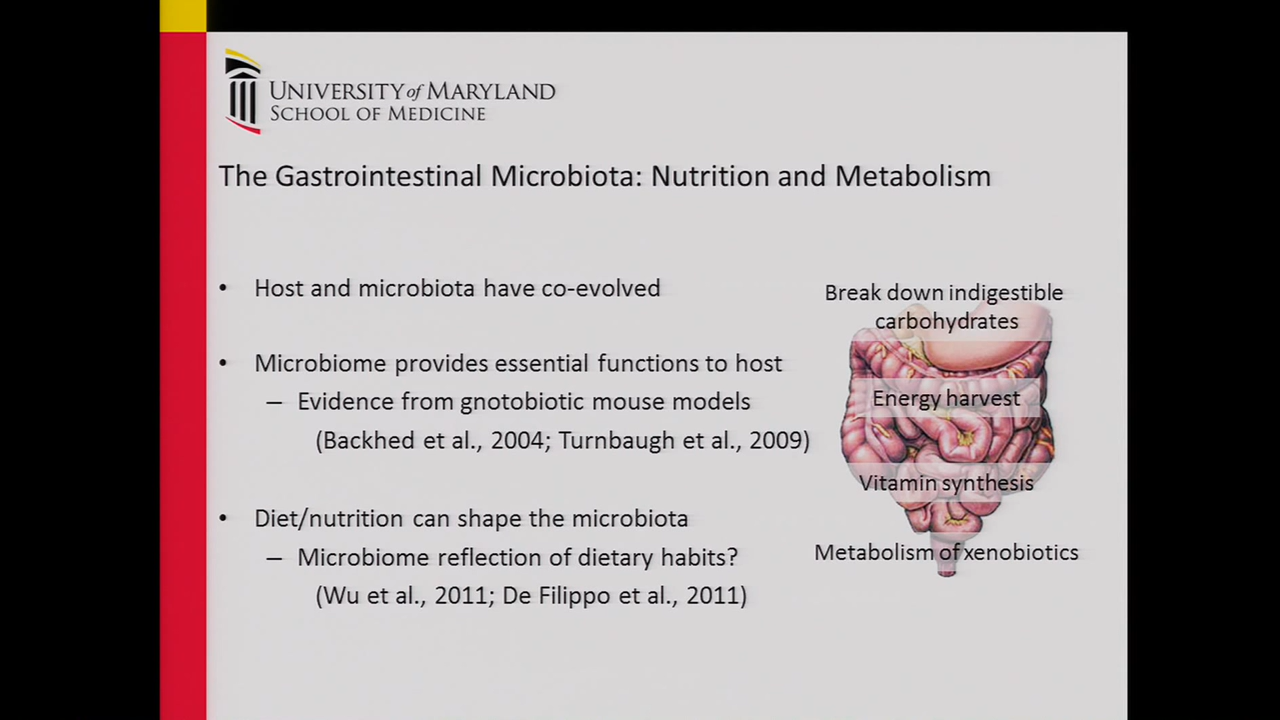 UNIVERSITY of MARYLAND
SCHOOL OF MEDICINE
The Gastrointestinal Microbiota: Nutrition and Metabolism
• Host and microbiota have co-evolved
• Microbiome provides essential functions to host
– Evidence from gnotobiotic mouse models
(Backhed et al., 2004; Turnbaugh et al., 2009)
• Diet/nutrition can shape the microbiota
– Microbiome reflection of dietary habits?
(Wu et al., 2011; De Filippo et al., 2011)
Break down indigestible
carbohydrates
Energy harvest
Vitamin synthesis
Metabolism of xenobiotics